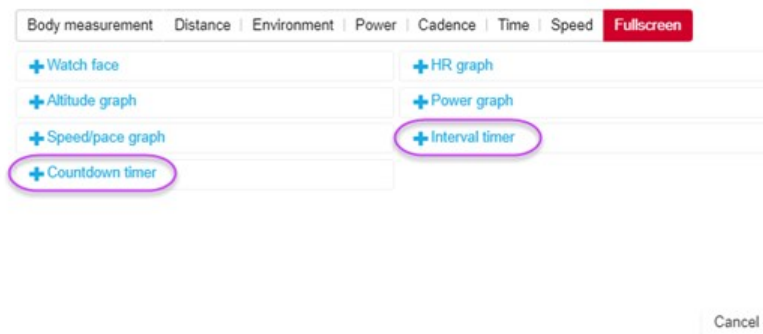 Body measurement Distance Environment Power Cadence Time Speed Fullscreen
Watch face HR graph
Altitude graph Power graph
Speed/pace graph Interval timer
Countdown timer
Cancel